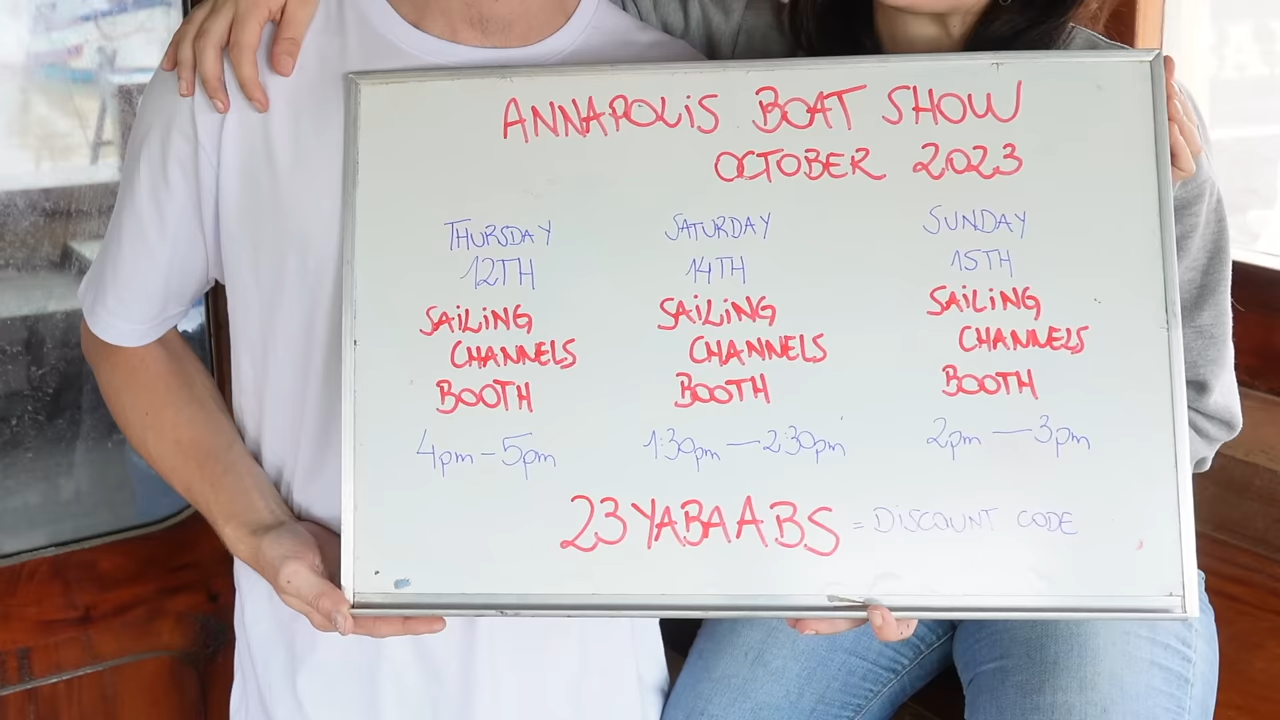 ANNAPOLiS BOAT SHOW
OCTOBER 2023
THURSDAY
12TH
SAiLiNG
CHANNELS
BOOTH
4pm - 5pm
SATURDAY
14TH
SAiLiNG
CHANNELS
BOOTH
1:30pm — 2:30pm
SUNDAY
15TH
SAiLiNG
CHANNELS
BOOTH
2pm — 3pm
23YABAABS = DiSCOUNT CODE